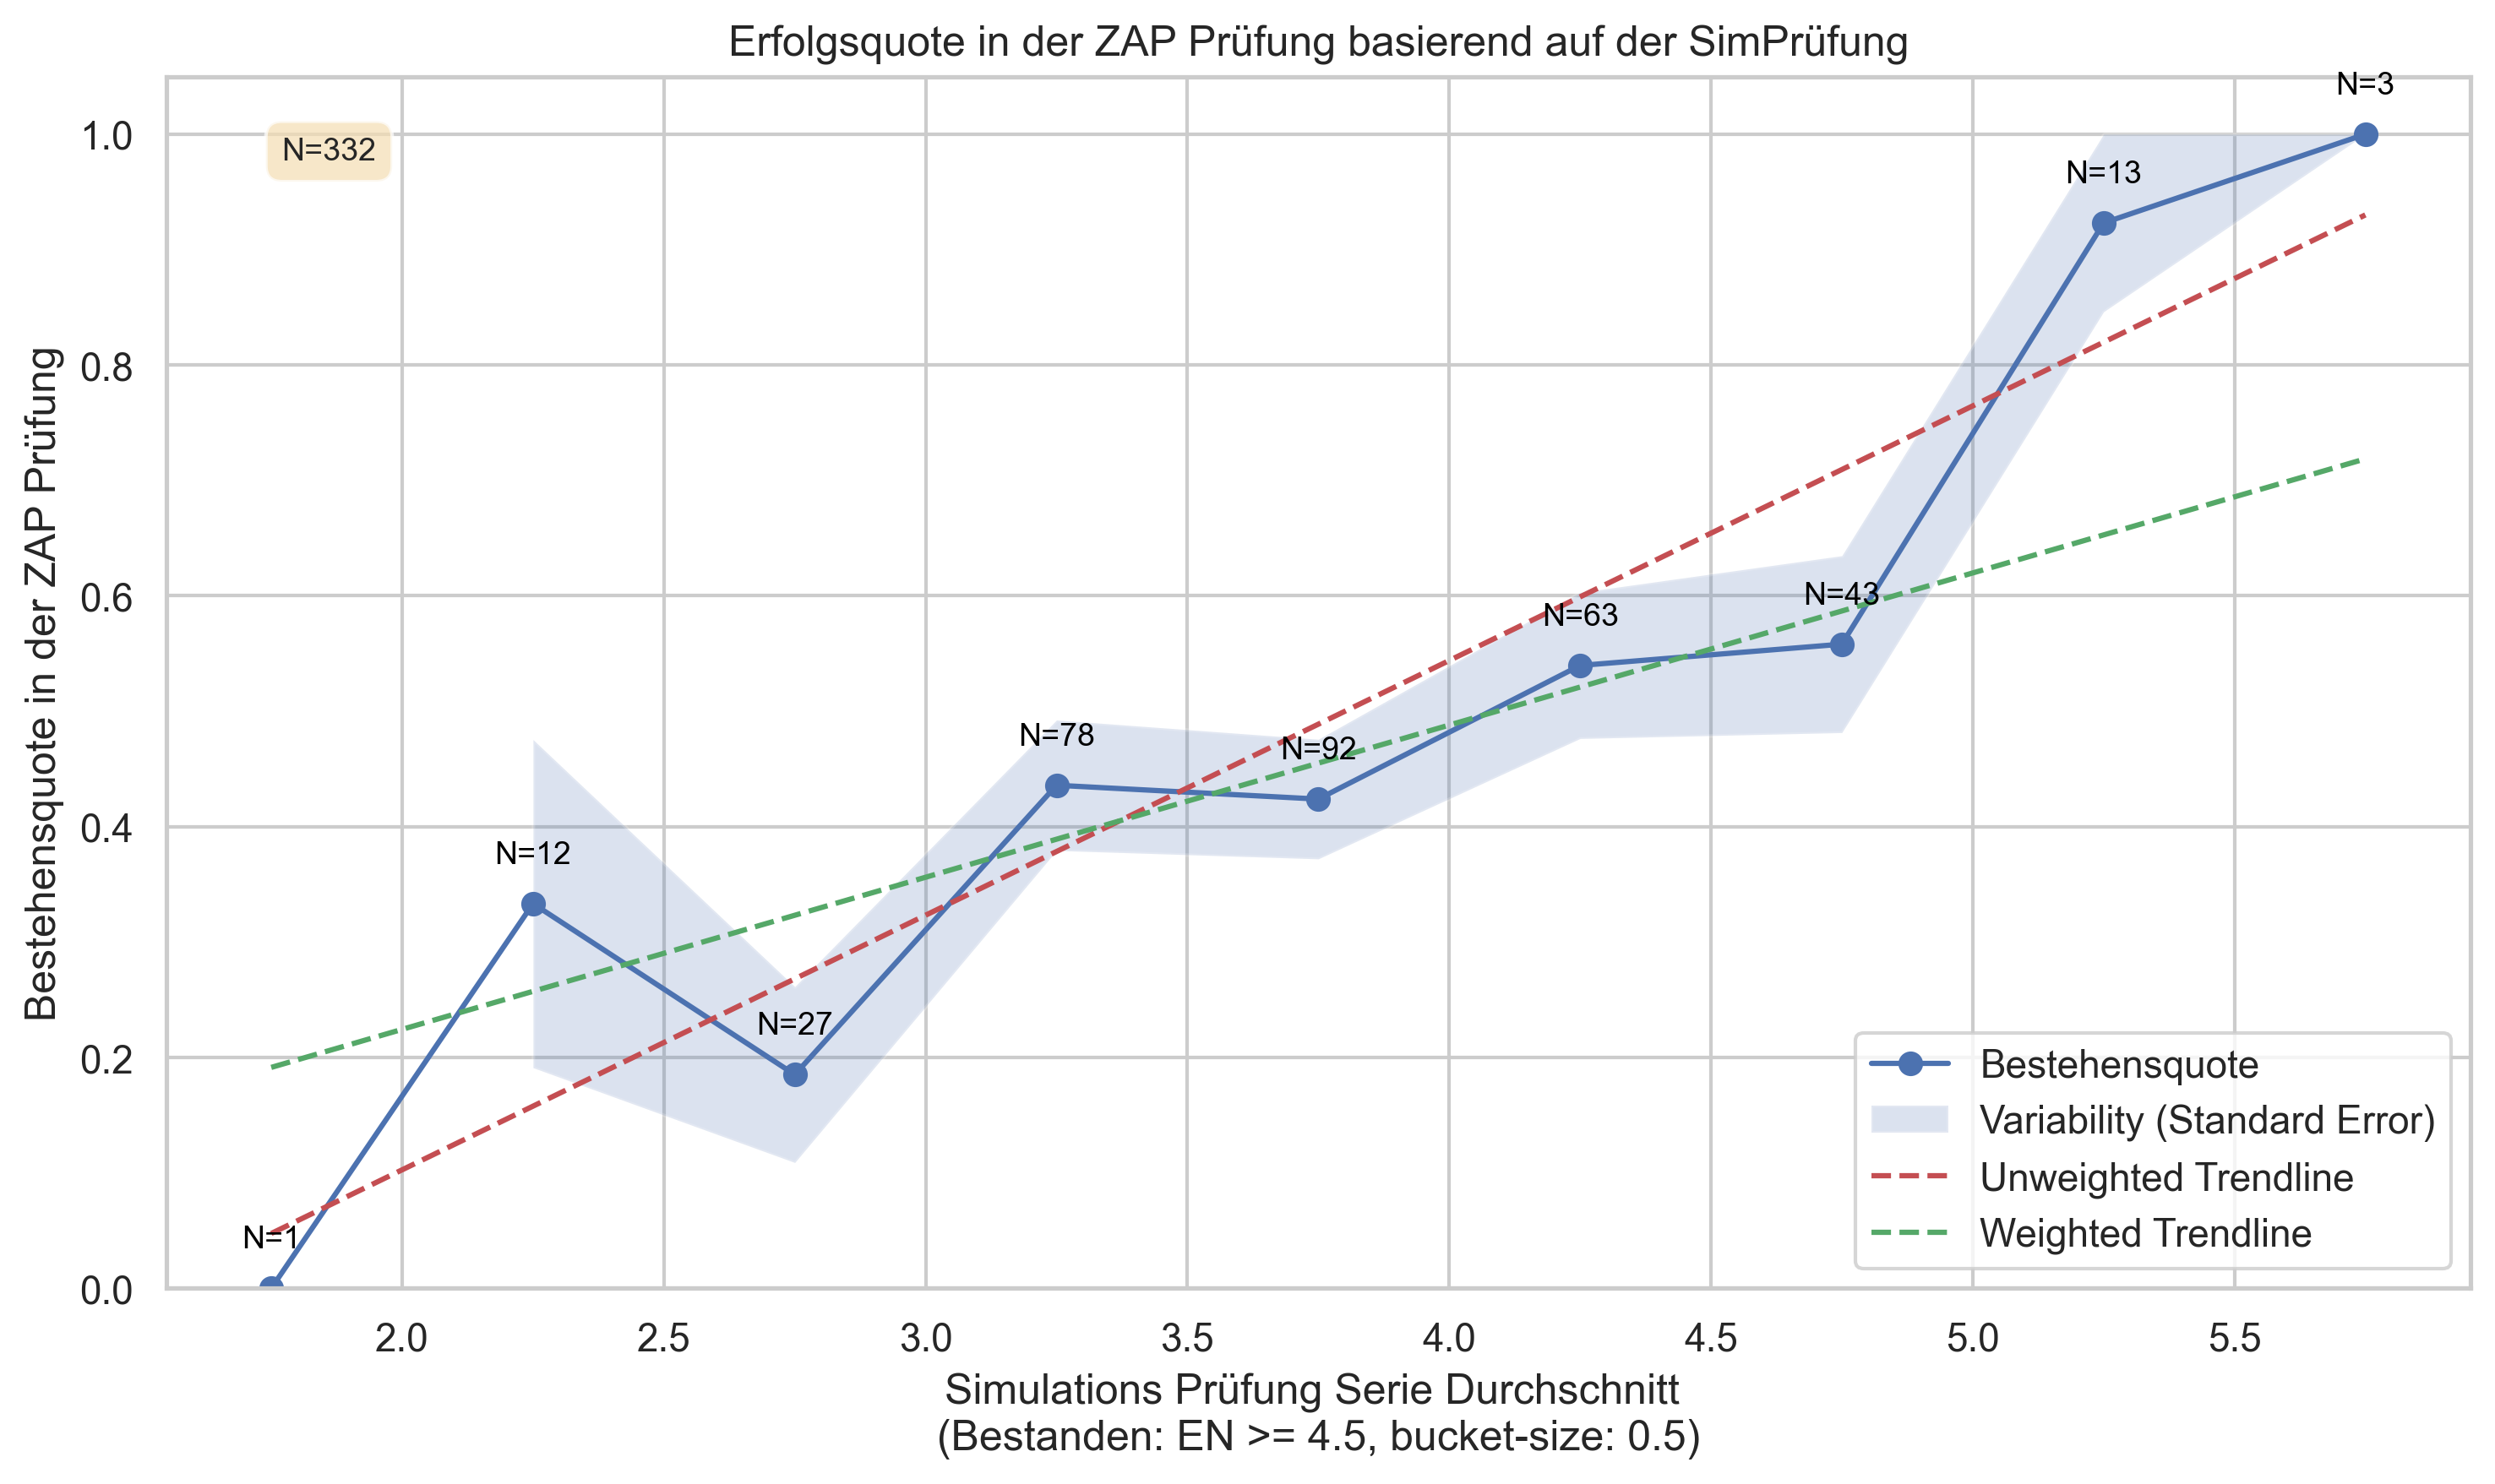 Erfolgsquote in der ZAP Prüfung basierend auf der SimPrüfung
N=332
N=1
N=12
N=27
N=78
N=92
N=63
N=43
N=13
N=3
Bestehensquote in der ZAP Prüfung
1.0
0.8
0.6
0.4
0.2
0.0
2.0 2.5 3.0 3.5 4.0 4.5 5.0 5.5
Bestehensquote
Variability (Standard Error)
Unweighted Trendline
Weighted Trendline
Simulations Prüfung Serie Durchschnitt
(Bestanden: EN >= 4.5, bucket-size: 0.5)